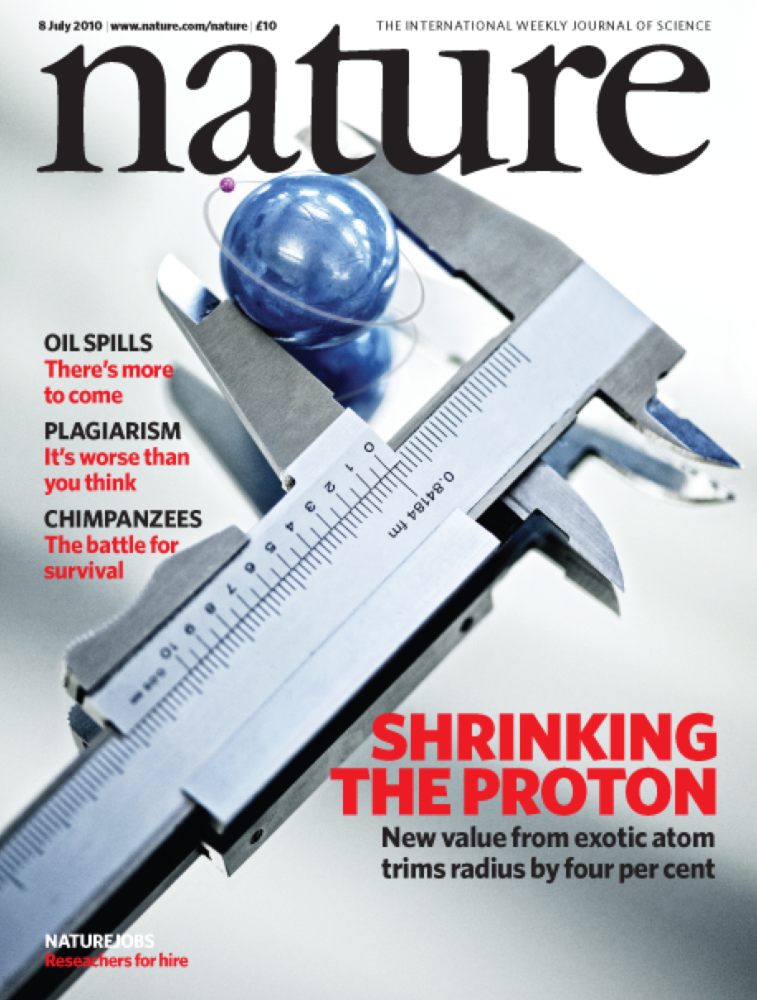 8 July 2010 | www.nature.com/nature | £10
THE INTERNATIONAL WEEKLY JOURNAL OF SCIENCE
nature
OIL SPILLS
There's more
to come
PLAGIARISM
It's worse than
you think
CHIMPANZEES
The battle for
survival
0 1 2 3 4 5 6 7 8 9 10
0.84184 fm
SHRINKING
THE PROTON
New value from exotic atom
trims radius by four per cent
NATUREJOBS
Reseachers for hire